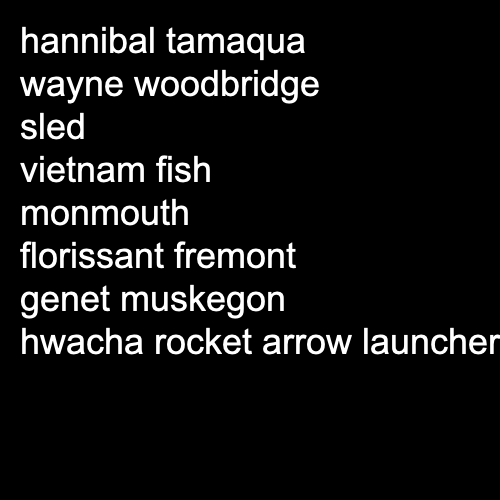 hannibal tamaqua
wayne woodbridge
sled
vietnam fish
monmouth
florissant fremont
genet muskegon
hwacha rocket arrow launcher